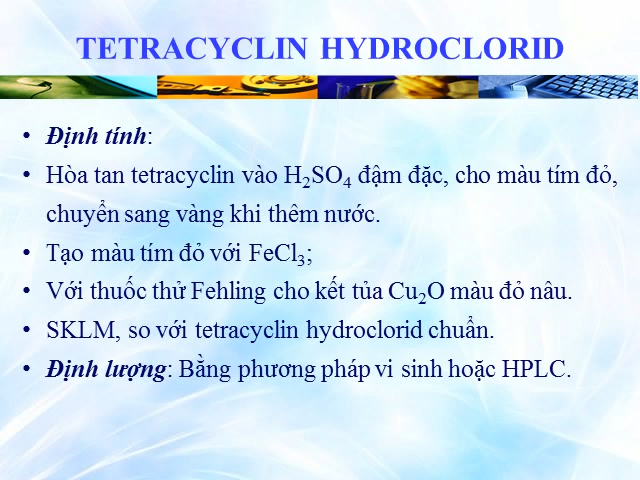 TETRACYCLIN HYDROCLORID
• Định tính:
• Hòa tan tetracyclin vào H₂SO₄ đậm đặc, cho màu tím đỏ,
chuyển sang vàng khi thêm nước.
• Tạo màu tím đỏ với FeCl₃;
• Với thuốc thử Fehling cho kết tủa Cu₂O màu đỏ nâu.
• SKLM, so với tetracyclin hydroclorid chuẩn.
• Định lượng: Bằng phương pháp vi sinh hoặc HPLC.